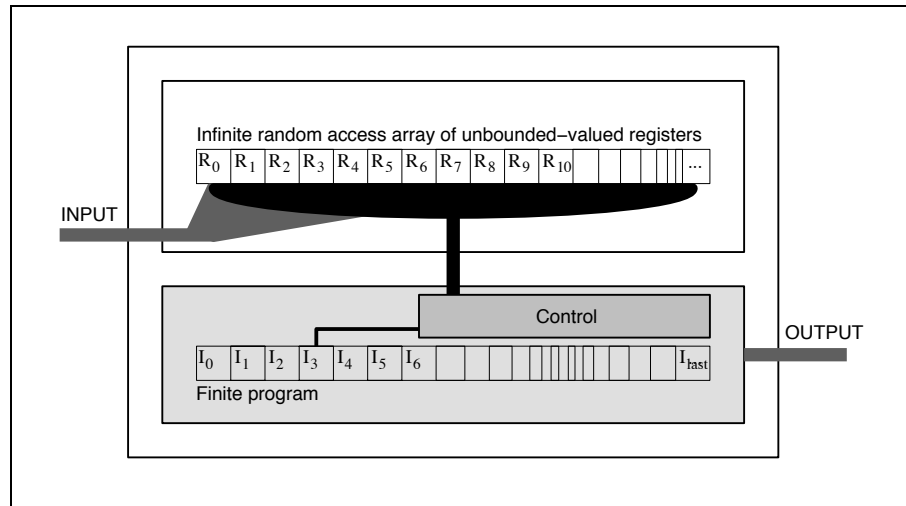 Infinite random access array of unbounded−valued registers
R0 R1 R2 R3 R4 R5 R6 R7 R8 R9 R10 ...
INPUT
Control
OUTPUT
I0 I1 I2 I3 I4 I5 I6 Ilast
Finite program